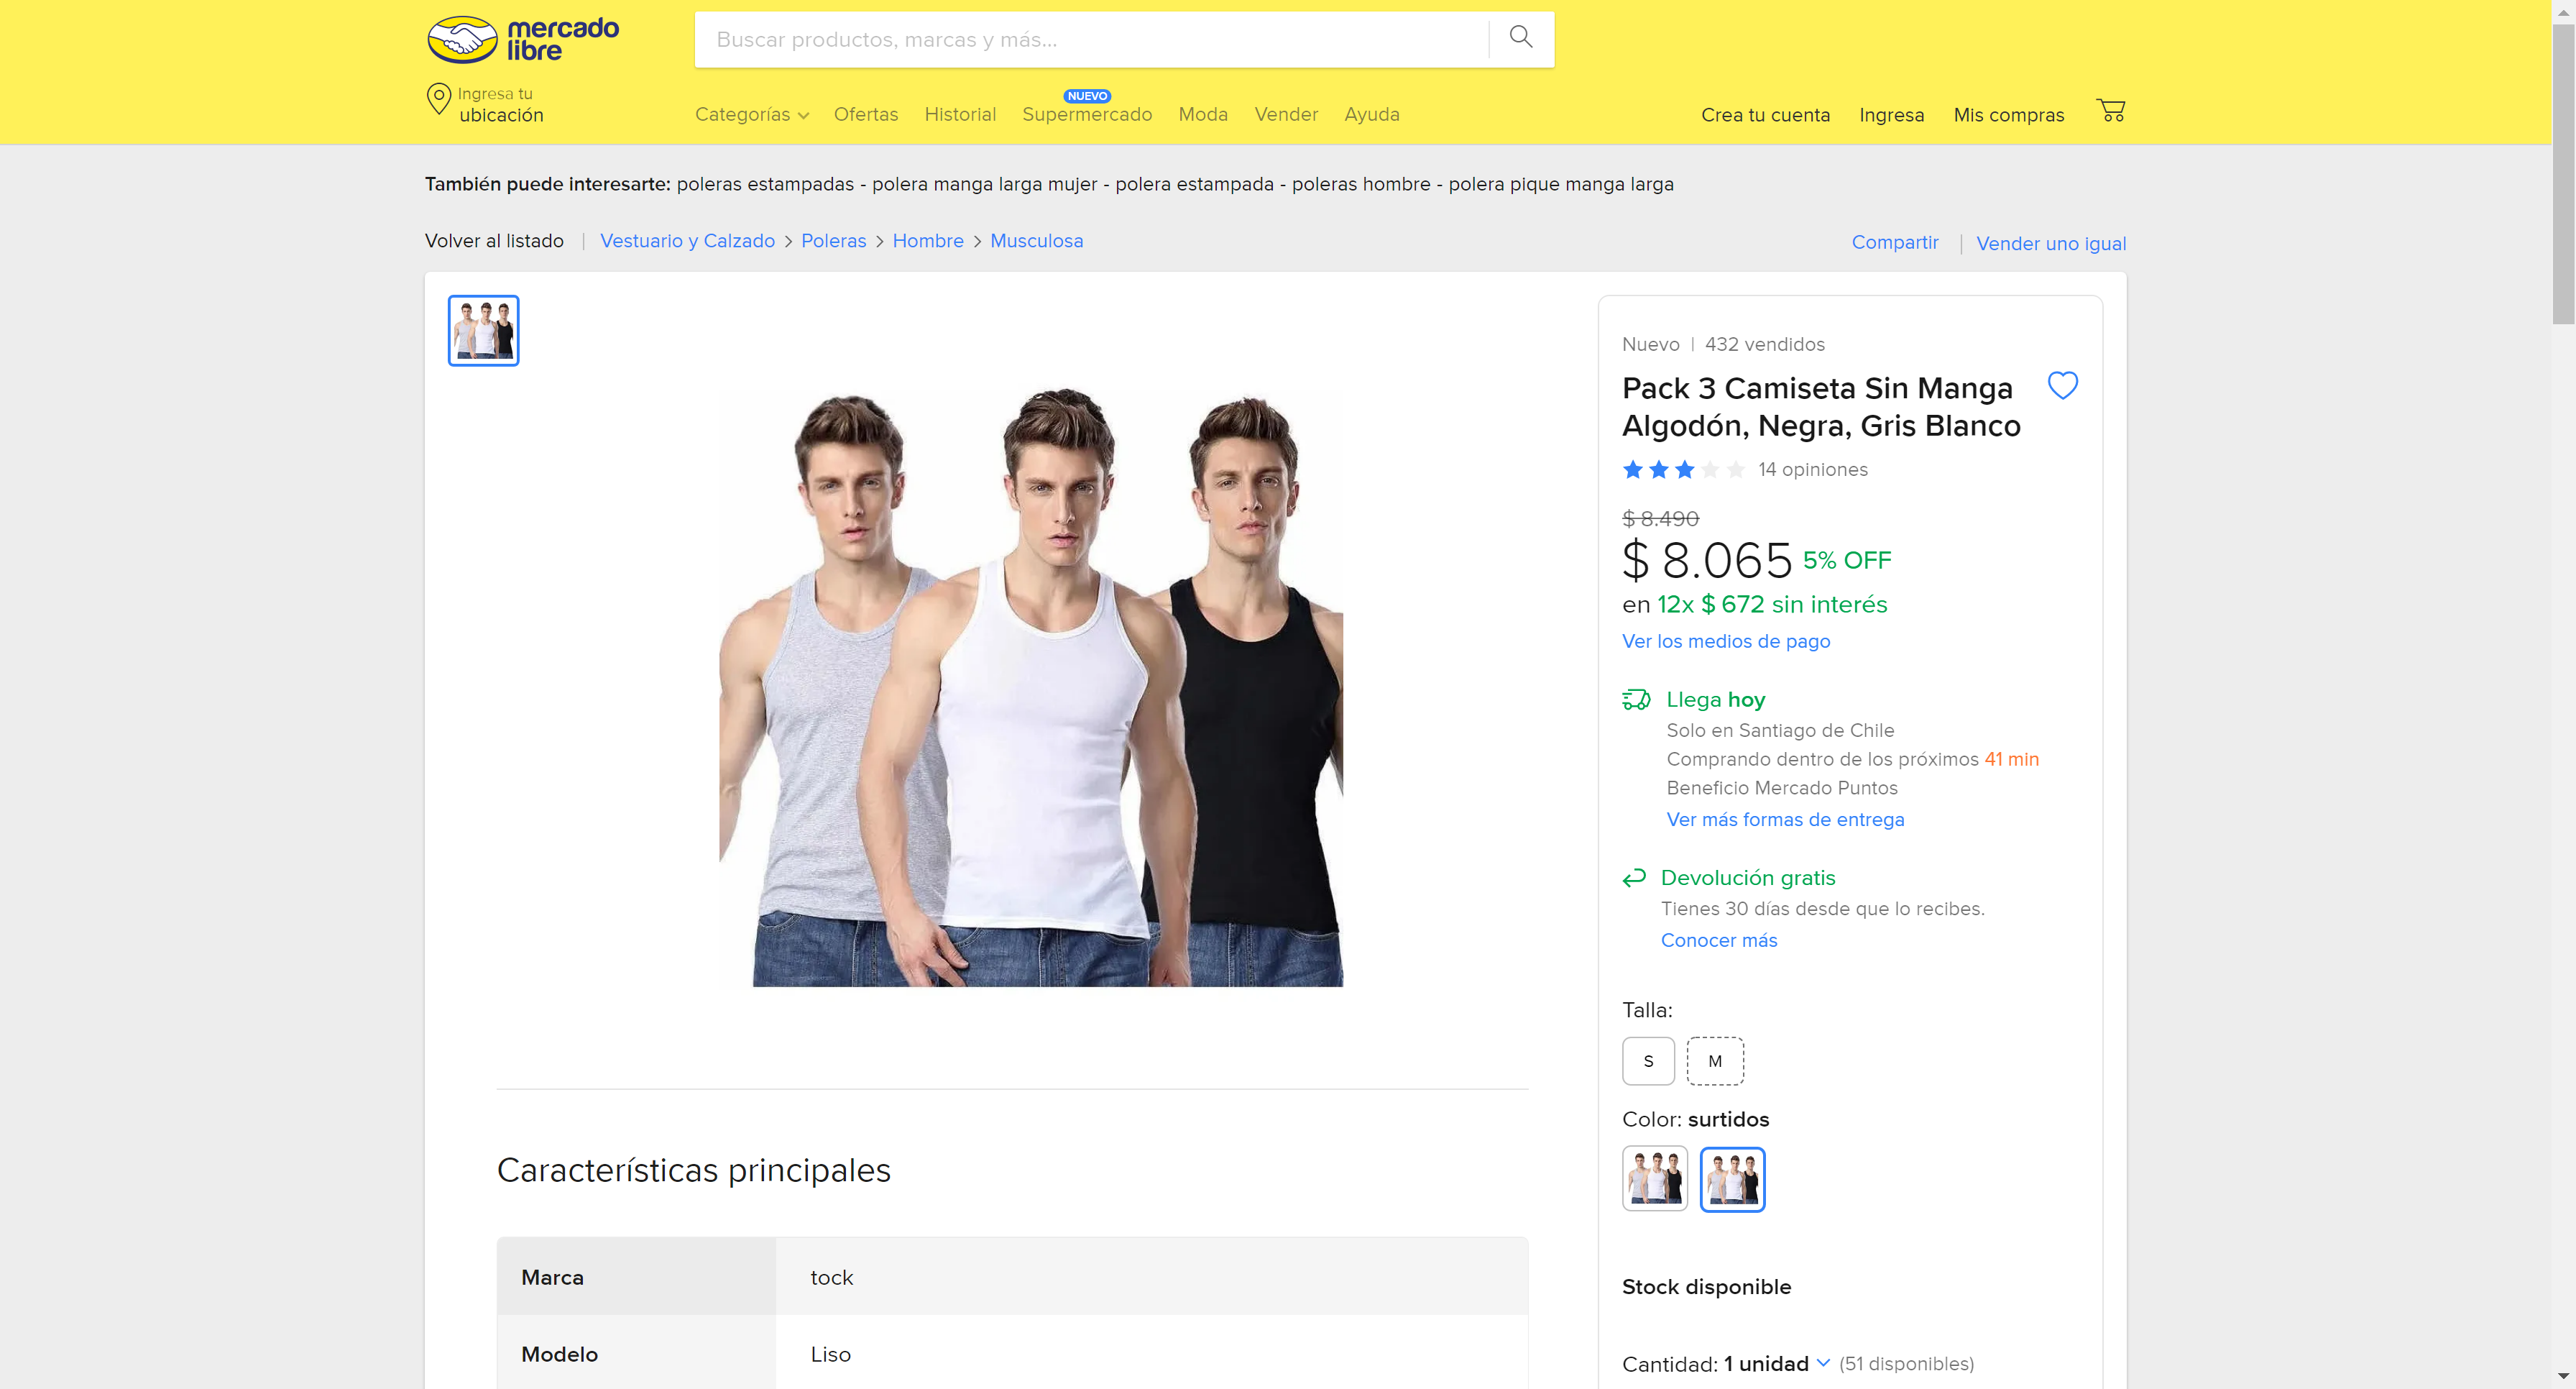 mercado
libre
Buscar productos, marcas y más...
Ingresa tu
ubicación
Categorías
Ofertas
Historial
NUEVO
Supermercado
Moda
Vender
Ayuda
Crea tu cuenta
Ingresa
Mis compras
También puede interesarte: poleras estampadas - polera manga larga mujer - polera estampada - poleras hombre - polera pique manga larga
Volver al listado | Vestuario y Calzado > Poleras > Hombre > Musculosa
Compartir | Vender uno igual
Nuevo | 432 vendidos
Pack 3 Camiseta Sin Manga
Algodón, Negra, Gris Blanco
14 opiniones
$ 8.490
$ 8.065 5% OFF
en 12x $ 672 sin interés
Ver los medios de pago
Llega hoy
Solo en Santiago de Chile
Comprando dentro de los próximos 41 min
Beneficio Mercado Puntos
Ver más formas de entrega
Devolución gratis
Tienes 30 días desde que lo recibes.
Conocer más
Talla:
S
M
Color: surtidos
Stock disponible
Cantidad: 1 unidad (51 disponibles)
Características principales
Marca tock
Modelo Liso